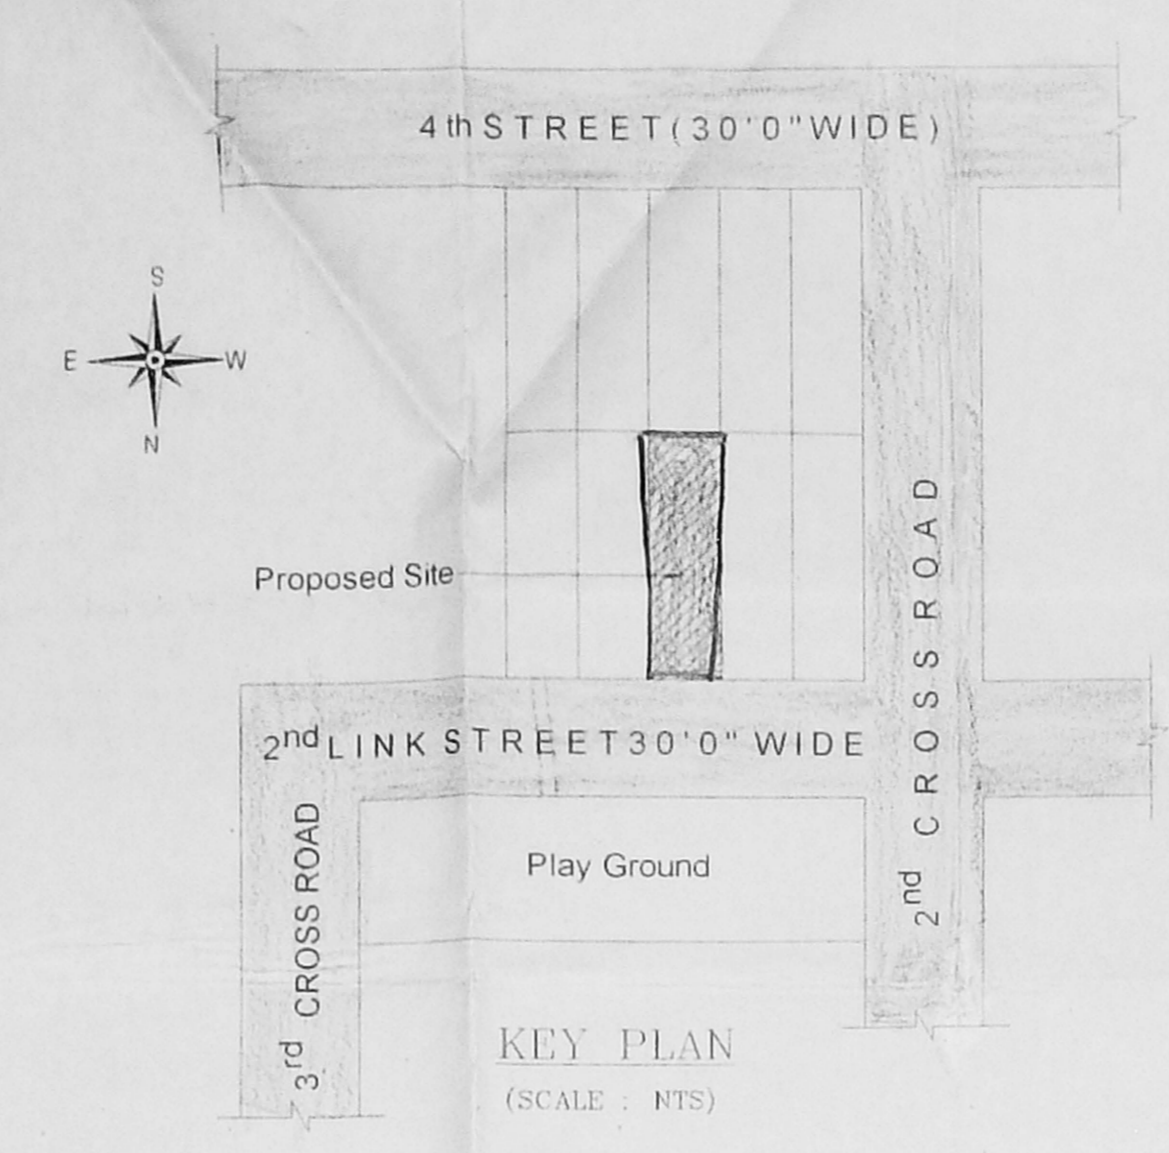 4th STREET (30'0" WIDE)
S
E W
N
Proposed Site
2nd CROSS ROAD
2nd LINK STREET 30'0" WIDE
3rd CROSS ROAD
Play Ground
KEY PLAN
(SCALE : NTS)